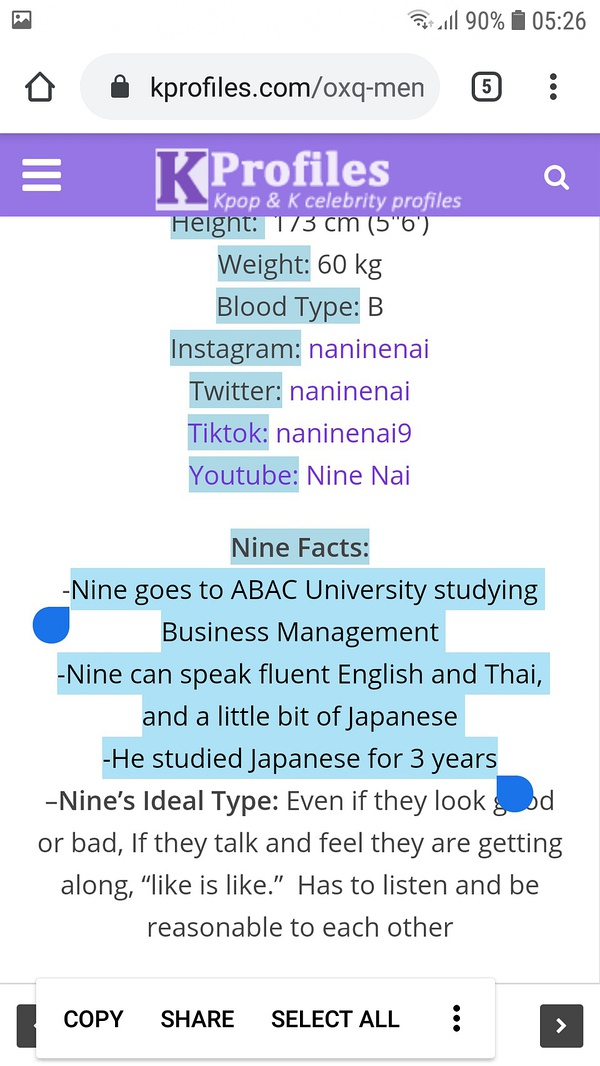 90% 05:26
kprofiles.com/oxq-men
5
KProfiles
Kpop & K celebrity profiles
Height: 173 cm (5"6')
Weight: 60 kg
Blood Type: B
Instagram: naninenai
Twitter: naninenai
Tiktok: naninenai9
Youtube: Nine Nai
Nine Facts:
-Nine goes to ABAC University studying
Business Management
-Nine can speak fluent English and Thai,
and a little bit of Japanese
-He studied Japanese for 3 years
–Nine’s Ideal Type: Even if they look good
or bad, If they talk and feel they are getting
along, “like is like.” Has to listen and be
reasonable to each other
COPY SHARE SELECT ALL